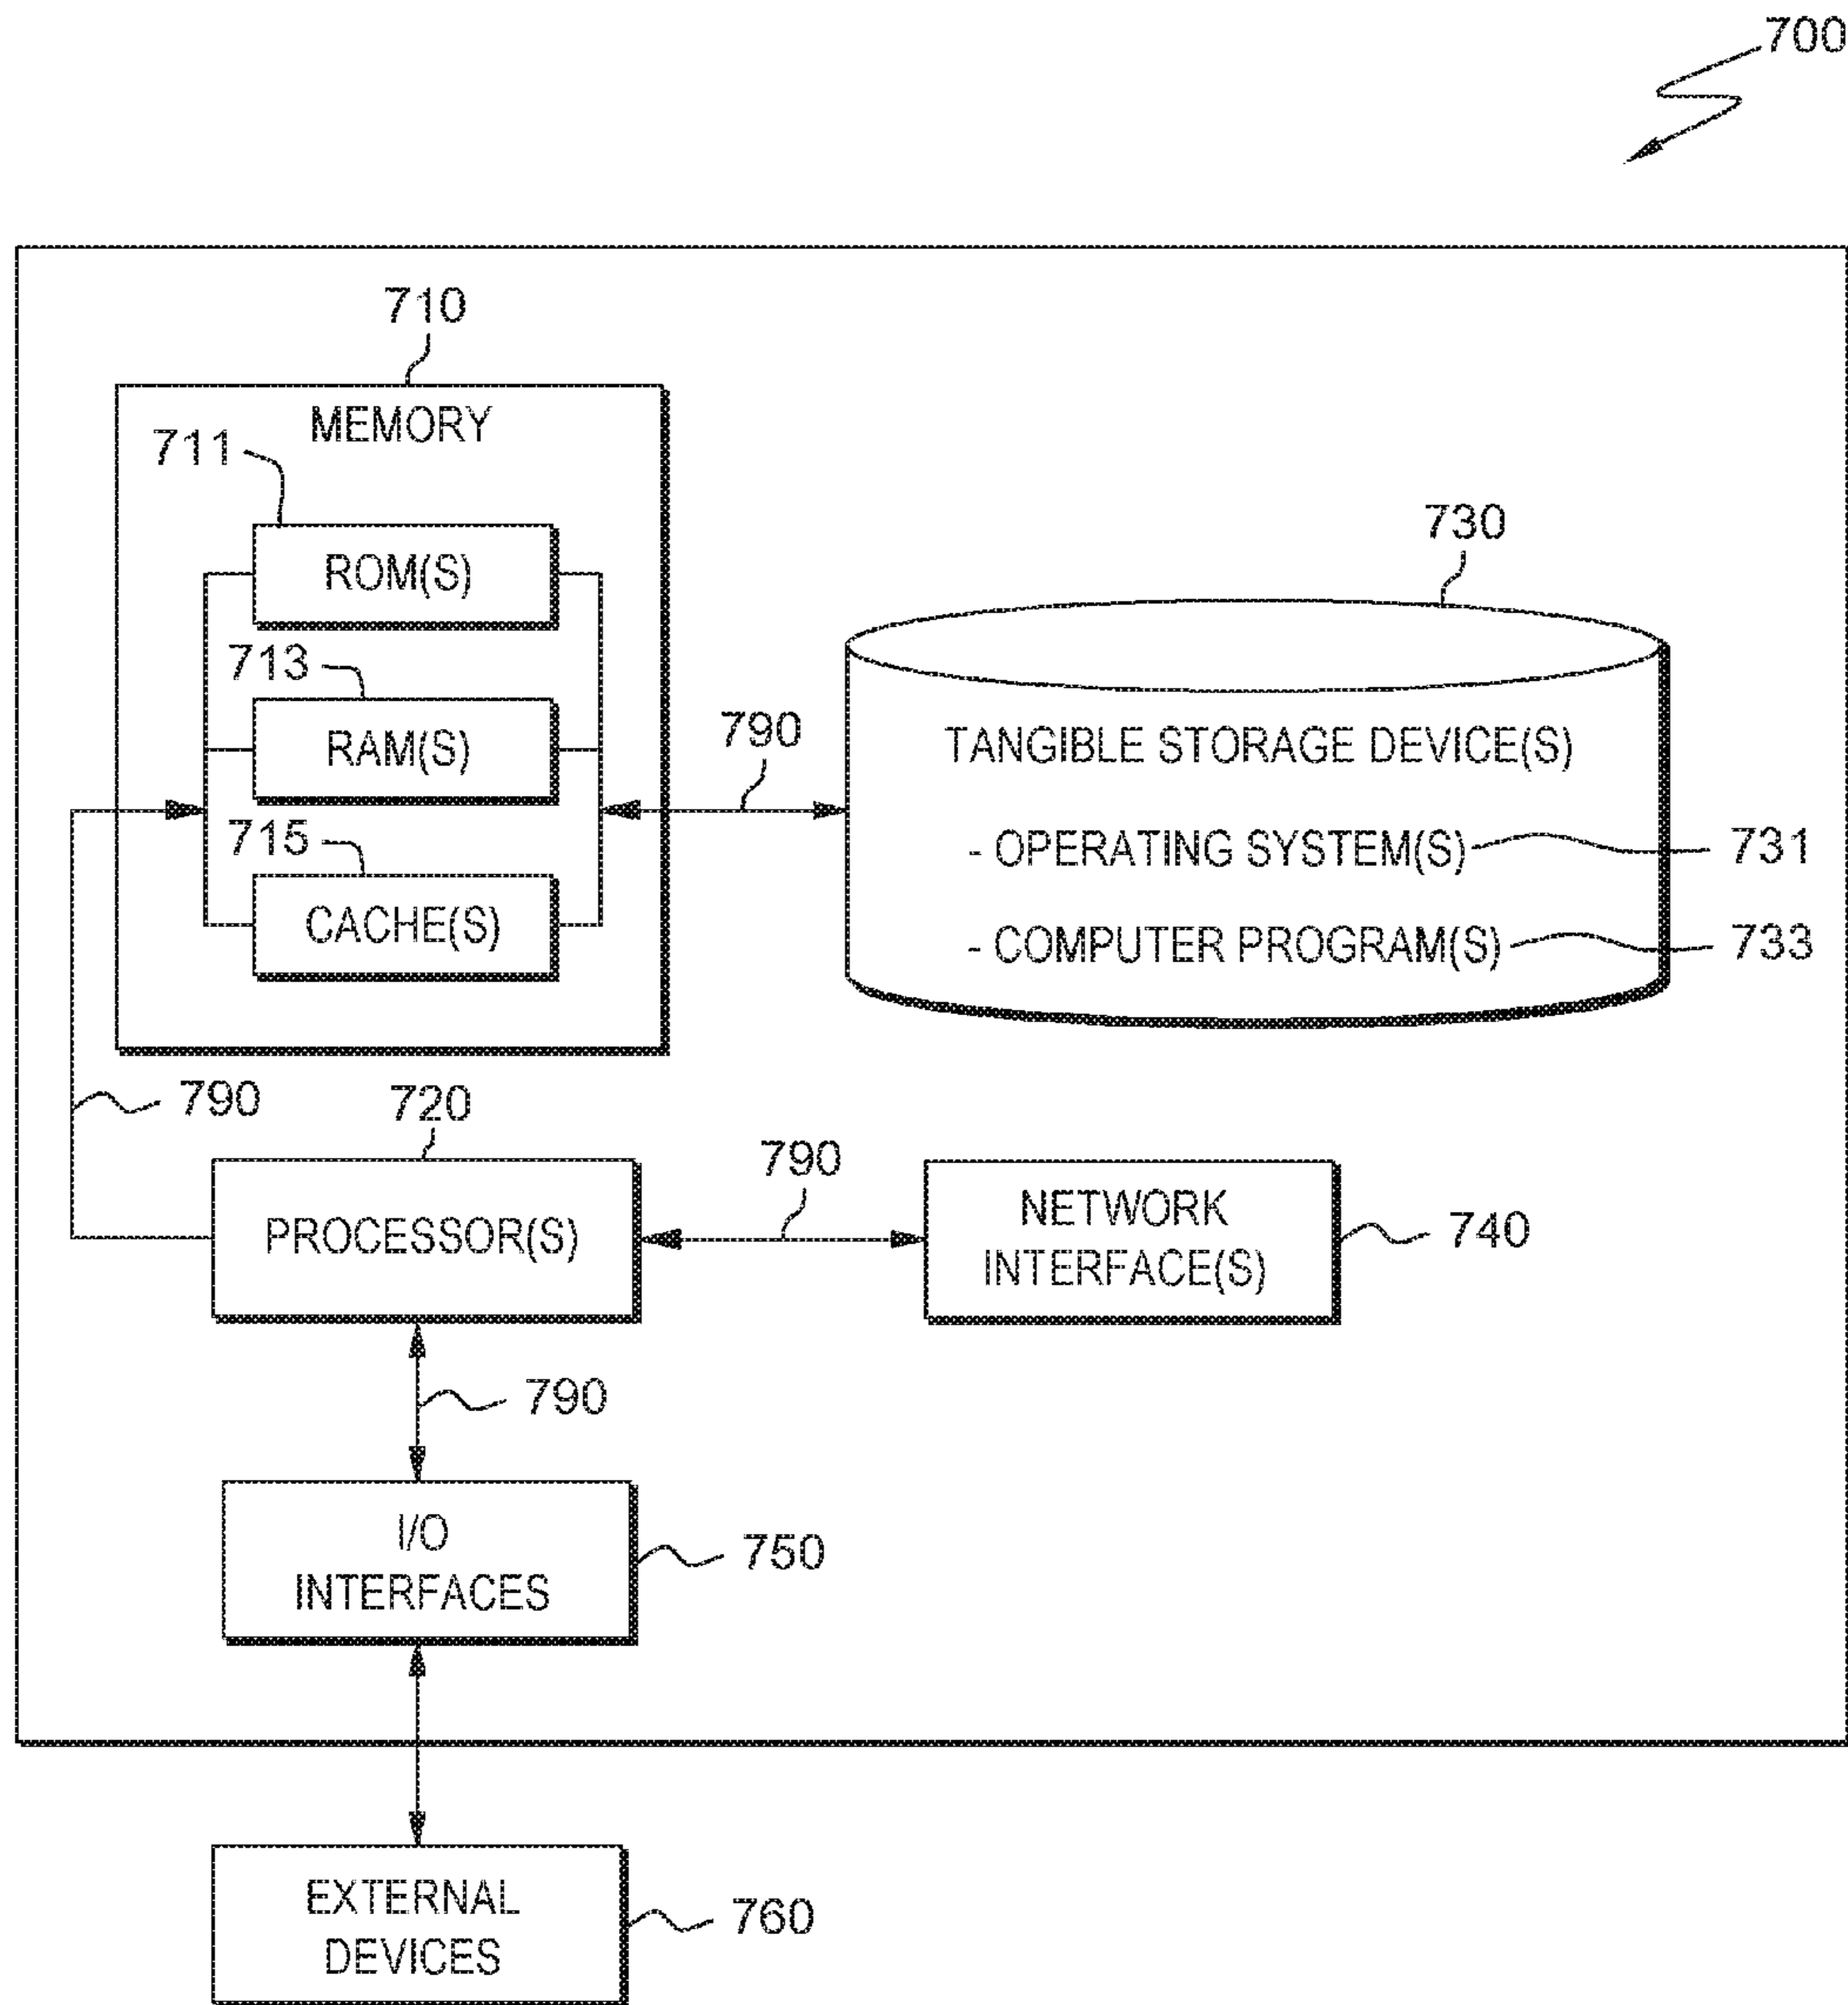 700
710
MEMORY
711
ROM(S)
713
RAM(S)
715
CACHE(S)
790
730
TANGIBLE STORAGE DEVICE(S)
- OPERATING SYSTEM(S)
731
- COMPUTER PROGRAM(S)
733
790
720
PROCESSOR(S)
790
NETWORK
INTERFACE(S)
740
790
I/O
INTERFACES
750
EXTERNAL
DEVICES
760